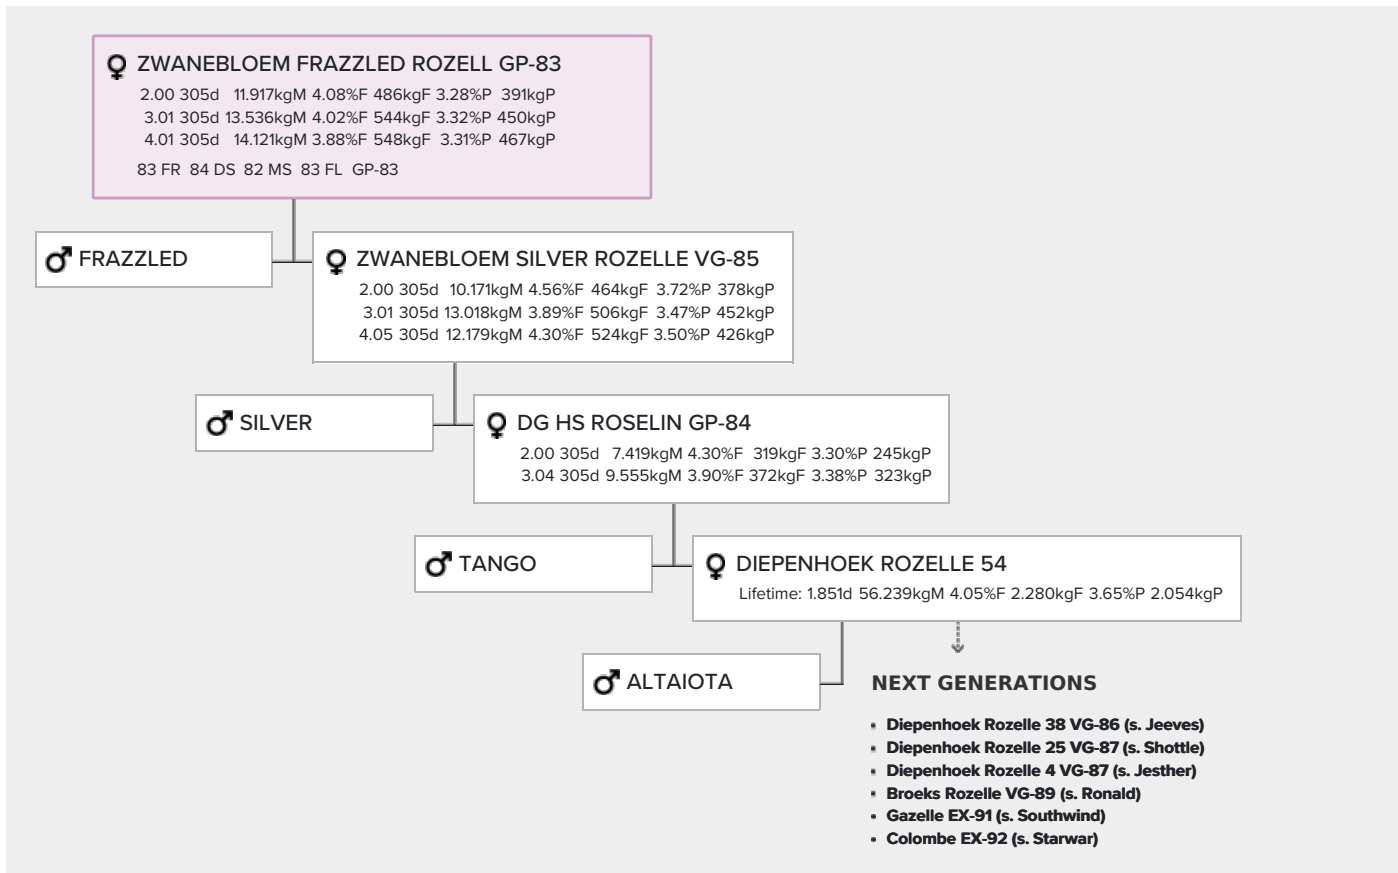 ZWANEBLOEM FRAZZLED ROZELL GP-83
2.00 305d 11.917kgM 4.08%F 486kgF 3.28%P 391kgP
3.01 305d 13.536kgM 4.02%F 544kgF 3.32%P 450kgP
4.01 305d 14.121kgM 3.88%F 548kgF 3.31%P 467kgP
83 FR 84 DS 82 MS 83 FL GP-83
FRAZZLED
ZWANEBLOEM SILVER ROZELLE VG-85
2.00 305d 10.171kgM 4.56%F 464kgF 3.72%P 378kgP
3.01 305d 13.018kgM 3.89%F 506kgF 3.47%P 452kgP
4.05 305d 12.179kgM 4.30%F 524kgF 3.50%P 426kgP
SILVER
DG HS ROSELIN GP-84
2.00 305d 7.419kgM 4.30%F 319kgF 3.30%P 245kgP
3.04 305d 9.555kgM 3.90%F 372kgF 3.38%P 323kgP
TANGO
DIEPENHOEK ROZELLE 54
Lifetime: 1.851d 56.239kgM 4.05%F 2.280kgF 3.65%P 2.054kgP
ALTAIOTA
NEXT GENERATIONS
• Diepenhoek Rozelle 38 VG-86 (s. Jeeves)
• Diepenhoek Rozelle 25 VG-87 (s. Shottle)
• Diepenhoek Rozelle 4 VG-87 (s. Jesther)
• Broeks Rozelle VG-89 (s. Ronald)
• Gazelle EX-91 (s. Southwind)
• Colombe EX-92 (s. Starwar)